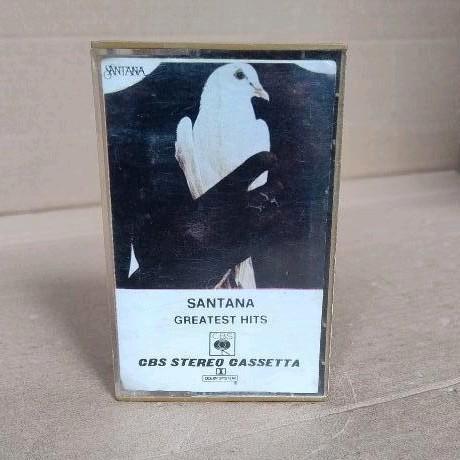 SANTANA
SANTANA
GREATEST HITS
CBS
CBS STEREO CASSETTA
DOLBY SYSTEM
®